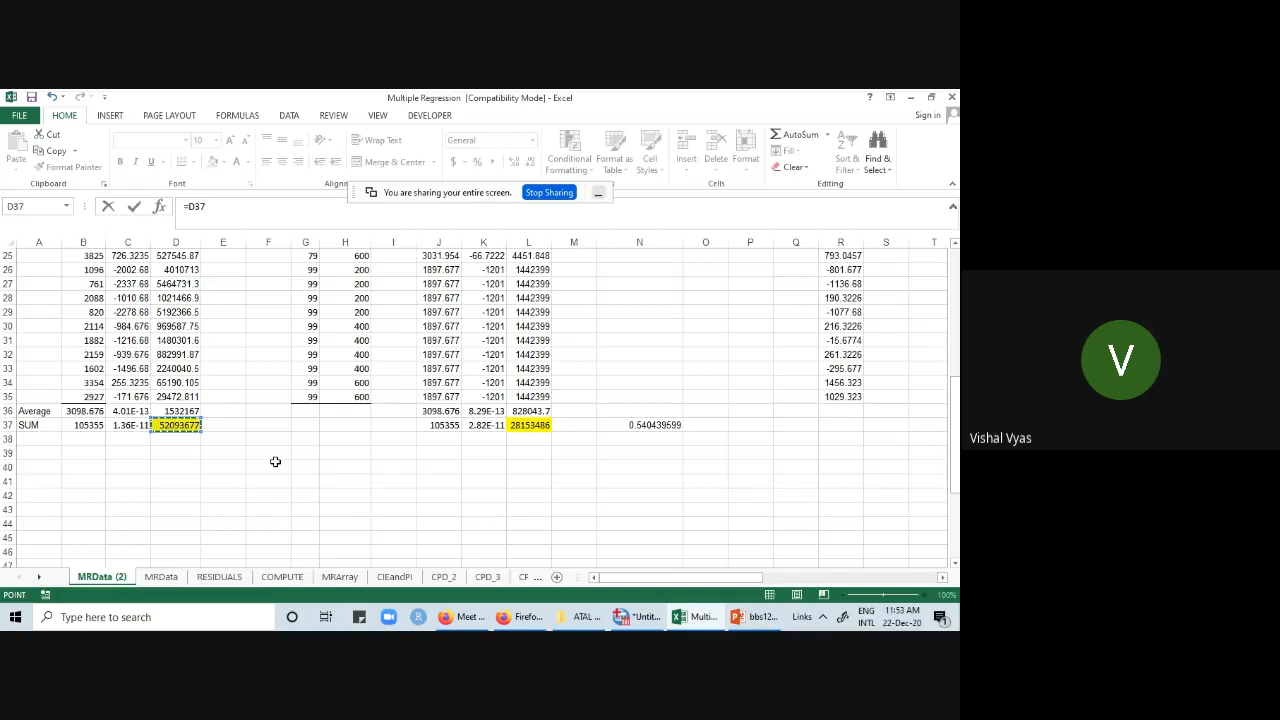 Multiple Regression [Compatibility Mode] - Excel
? Sign in
FILE HOME INSERT PAGE LAYOUT FORMULAS DATA REVIEW VIEW DEVELOPER
Paste Cut Copy Format Painter Clipboard
10 A A B I U A Font
Wrap Text Merge & Center
General $ % ,
Conditional Formatting Format as Table Cell Styles
Insert Delete Format Cells
AutoSum Fill Clear Sort & Filter Find & Select Editing
You are sharing your entire screen. Stop Sharing
D37 fx =D37
A B C D E F G H I J K L M N O P Q R S T
25 3825 726.3235 527545.87 79 600 3031.954 -66.7222 4451.848 793.0457
26 1096 -2002.68 4010713 99 200 1897.677 -1201 1442399 -801.677
27 761 -2337.68 5464731.3 99 200 1897.677 -1201 1442399 -1136.68
28 2088 -1010.68 1021466.9 99 200 1897.677 -1201 1442399 190.3226
29 820 -2278.68 5192366.5 99 200 1897.677 -1201 1442399 -1077.68
30 2114 -984.676 969587.75 99 400 1897.677 -1201 1442399 216.3226
31 1882 -1216.68 1480301.6 99 400 1897.677 -1201 1442399 -15.6774
32 2159 -939.676 882991.87 99 400 1897.677 -1201 1442399 261.3226
33 1602 -1496.68 2240040.5 99 400 1897.677 -1201 1442399 -295.677
34 3354 255.3235 65190.105 99 600 1897.677 -1201 1442399 1456.323
35 2927 -171.676 29472.811 99 600 1897.677 -1201 1442399 1029.323
36 Average 3098.676 4.01E-13 1532167 3098.676 8.29E-13 828043.7
37 SUM 105355 1.36E-11 52093677 105355 2.82E-11 28153486 0.540439699
38
39
40
41
42
43
44
45
46
MRData (2) MRData RESIDUALS COMPUTE MRArray CIEandPI CPD_2 CPD_3 CF ...
POINT 100%
Type here to search R Meet ... Firefo... ATAL ... *Untit... Multi... bbs12... Links ENG INTL 11:53 AM 22-Dec-20 1
V
Vishal Vyas